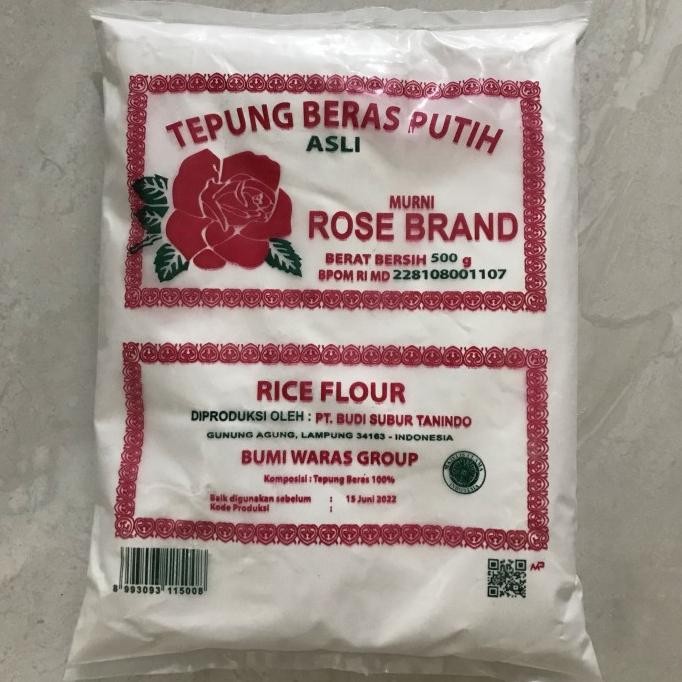 TEPUNG BERAS PUTIH
ASLI
MURNI
ROSE BRAND
BERAT BERSIH 500 g
BPOM RI MD 228108001107
RICE FLOUR
DIPRODUKSI OLEH : PT. BUDI SUBUR TANINDO
GUNUNG AGUNG, LAMPUNG 34163 - INDONESIA
BUMI WARAS GROUP
Komposisi : Tepung Beras 100%
Baik digunakan sebelum : 15 Juni 2022
Kode Produksi :
8 993093 115008